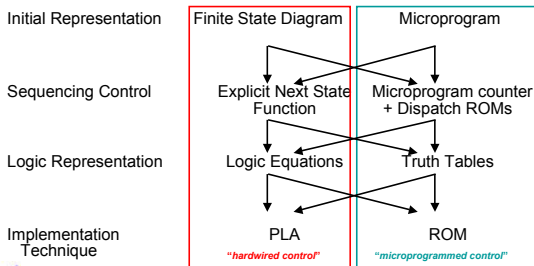 Initial Representation Finite State Diagram Microprogram
Sequencing Control Explicit Next State Microprogram counter
Function + Dispatch ROMs
Logic Representation Logic Equations Truth Tables
Implementation PLA ROM
Technique "hardwired control" "microprogrammed control"